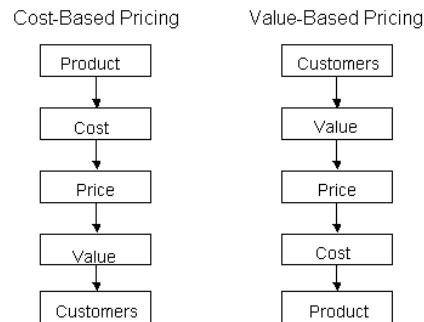 Cost-Based Pricing
Product
Cost
Price
Value
Customers
Value-Based Pricing
Customers
Value
Price
Cost
Product